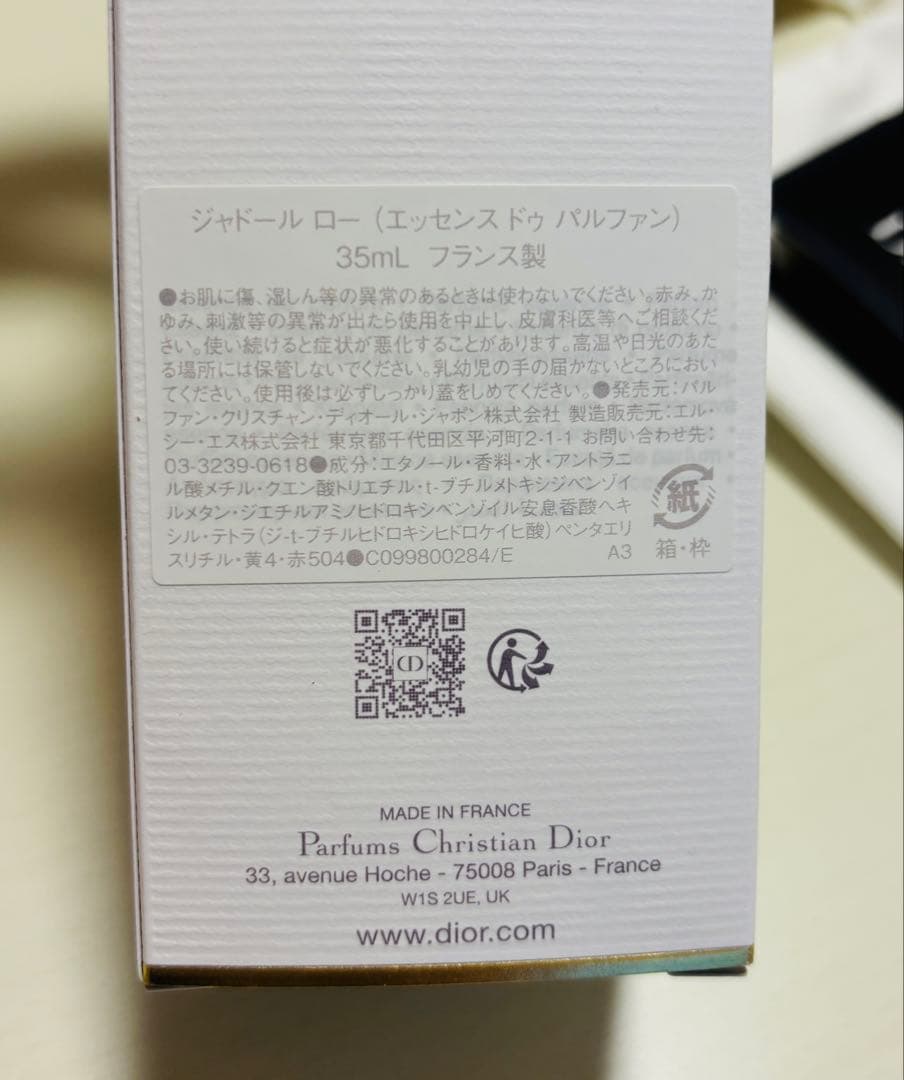 ジャドール ロー（エッセンス ドゥ パルファン）
35mL フランス製
●お肌に傷、湿しん等の異常のあるときは使わないでください。赤み、か
ゆみ、刺激等の異常が出たら使用を中止し、皮膚科医等へご相談くだ
さい。使い続けると症状が悪化することがあります。高温や日光のあた
る場所には保管しないでください。乳幼児の手の届かないところにおい
てください。使用後は必ずしっかり蓋をしめてください。●発売元：パル
ファン・クリスチャン・ディオール・ジャポン株式会社 製造販売元：エル・
シー・エス株式会社 東京都千代田区平河町2-1-1 お問い合わせ先：
03-3239-0618●成分：エタノール・香料・水・アントラニ
ル酸メチル・クエン酸トリエチル・t-ブチルメトキシジベンゾイ
ルメタン・ジエチルアミノヒドロキシベンゾイル安息香酸ヘキ
シル・テトラ（ジ-t-ブチルヒドロキシヒドロケイヒ酸）ペンタエリ
スリチル・黄4・赤504●C099800284/E A3
紙
箱・枠
CD
MADE IN FRANCE
Parfums Christian Dior
33, avenue Hoche - 75008 Paris - France
W1S 2UE, UK
www.dior.com